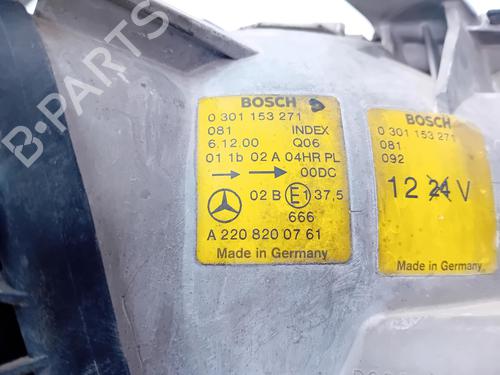 BOSCH
0 301 153 271
081 INDEX
6.12.00 Q06
01 1b 02 A 04HR PL
00DC
02 B E1 37,5
666
A 220 820 07 61
Made in Germany
BOSCH
0 301 153 271
081
092
12 24 V
Made in Germany